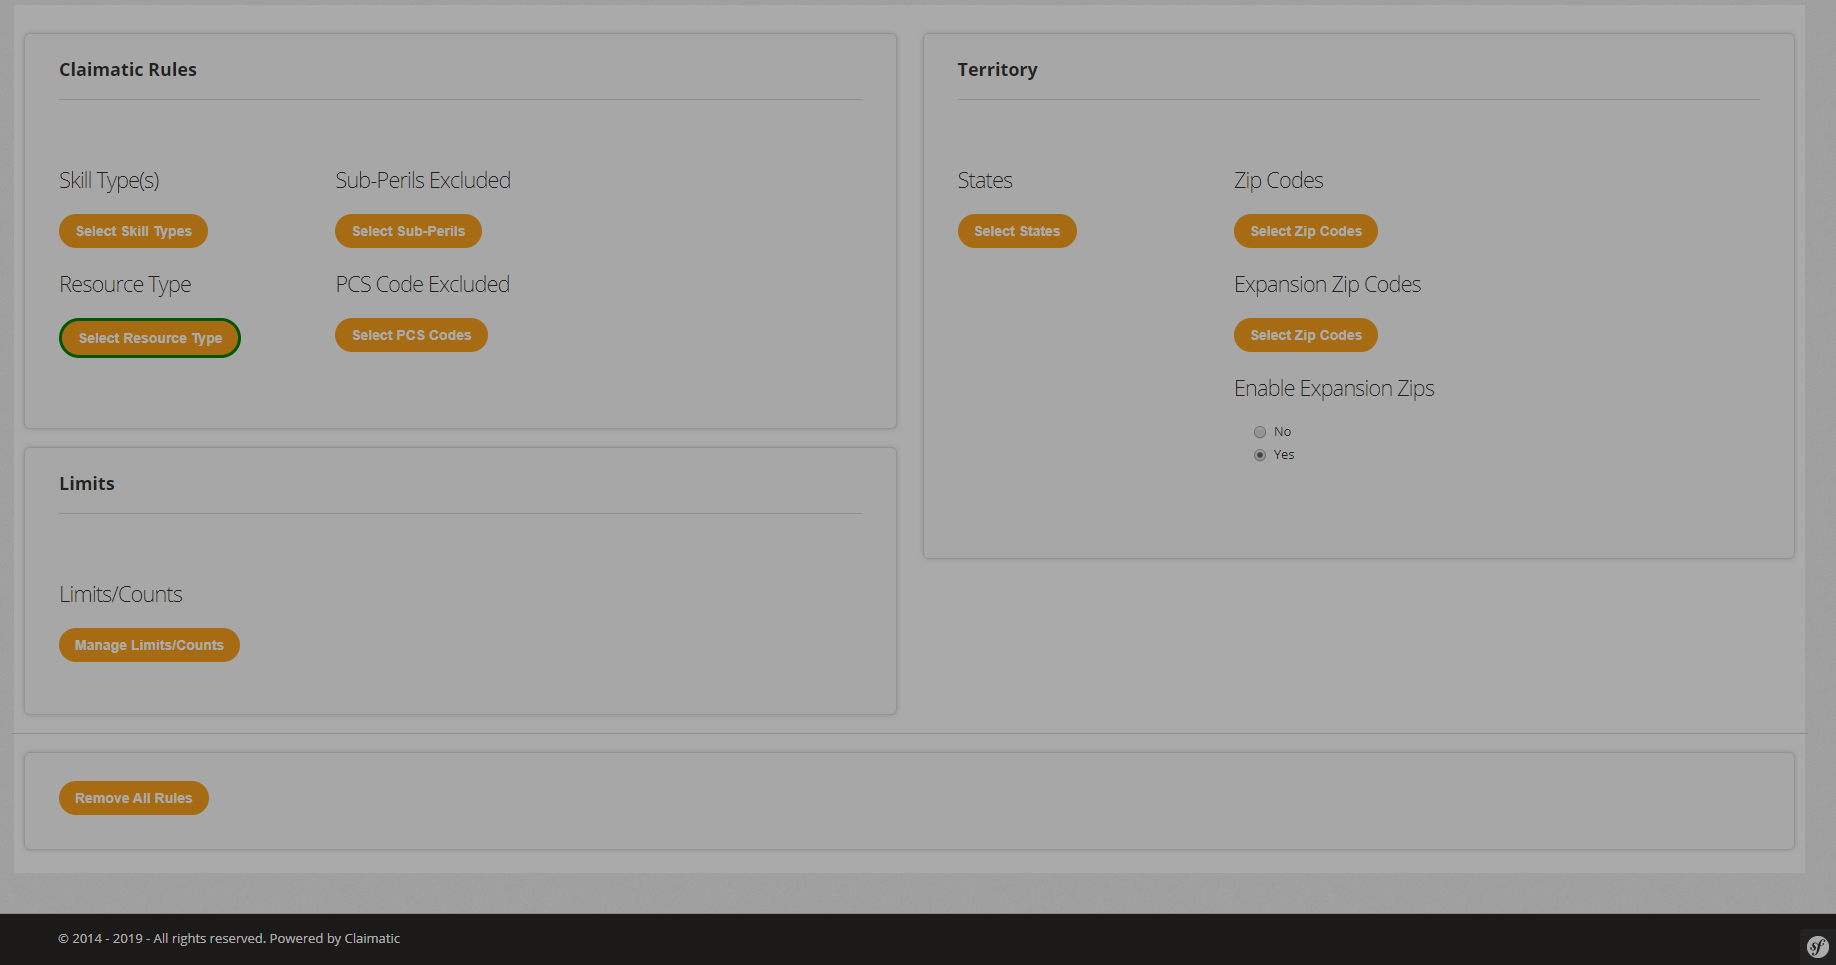 Claimatic Rules
Skill Type(s)
Select Skill Types
Sub-Perils Excluded
Select Sub-Perils
Resource Type
Select Resource Type
PCS Code Excluded
Select PCS Codes
Territory
States
Select States
Zip Codes
Select Zip Codes
Expansion Zip Codes
Select Zip Codes
Enable Expansion Zips
No
Yes
Limits
Limits/Counts
Manage Limits/Counts
Remove All Rules
© 2014 - 2019 - All rights reserved. Powered by Claimatic
sf